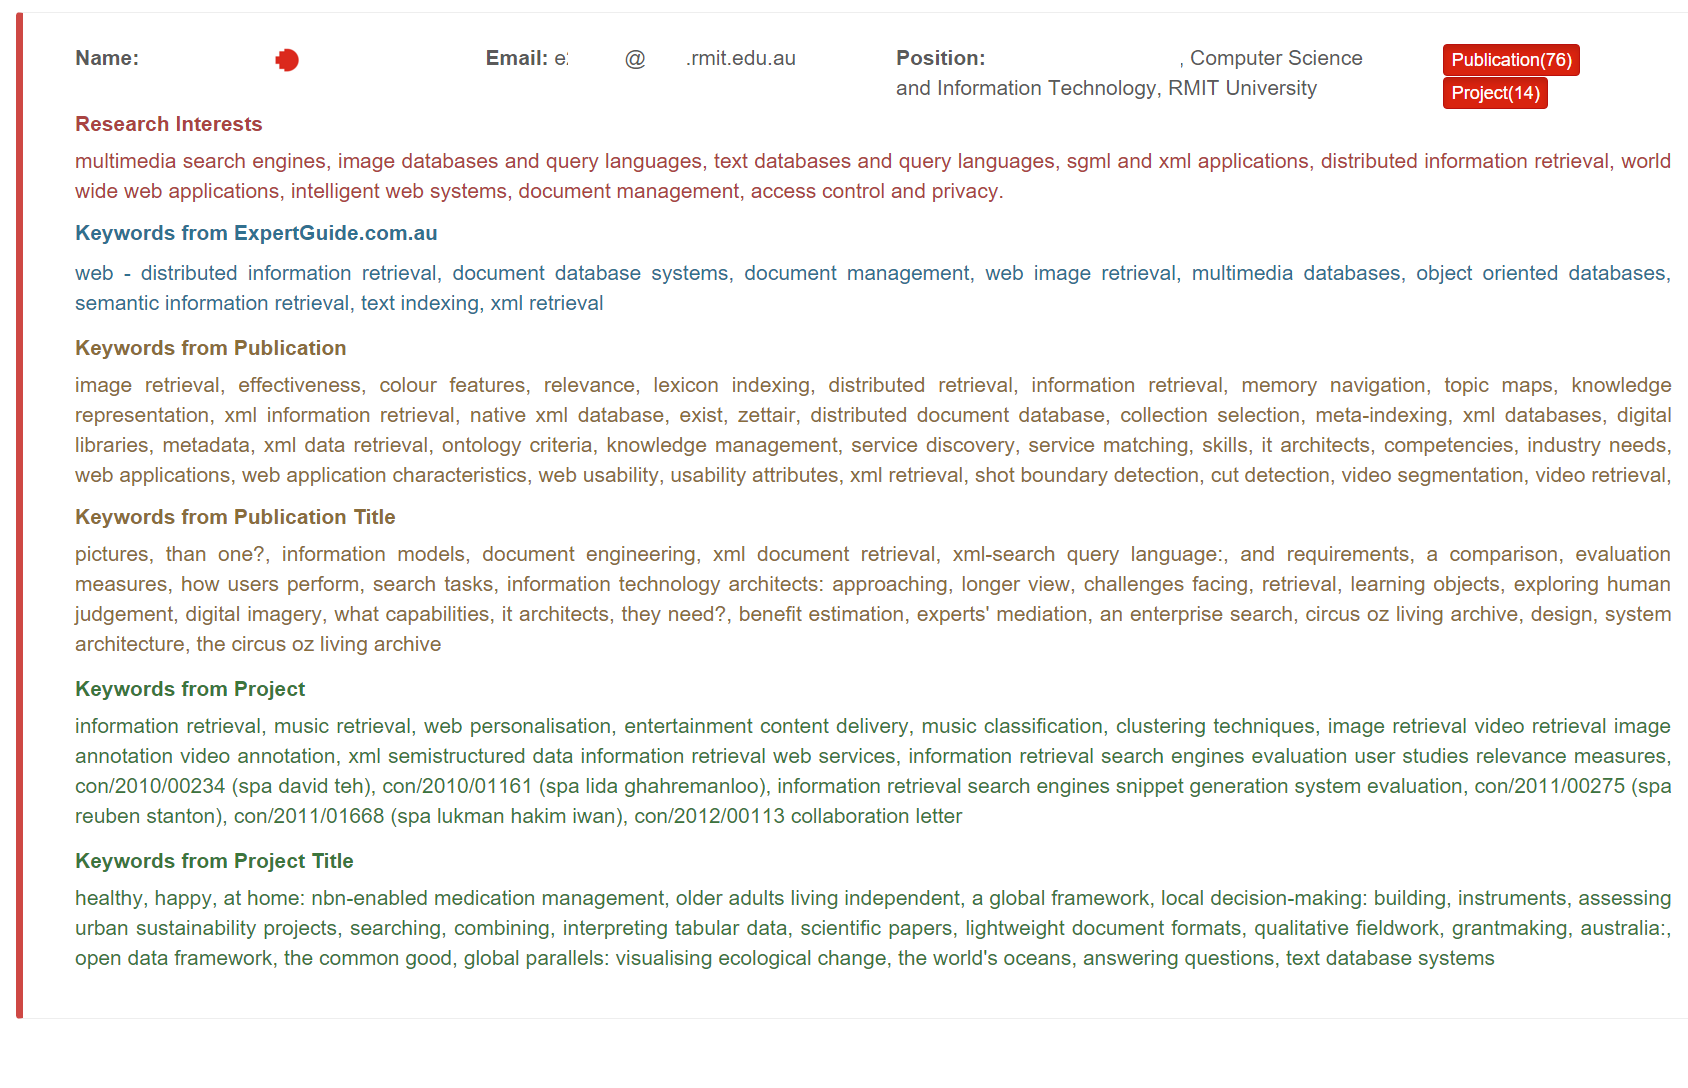 Name: Email: @ .rmit.edu.au Position: , Computer Science Publication(76)
and Information Technology, RMIT University Project(14)
Research Interests
multimedia search engines, image databases and query languages, text databases and query languages, sgml and xml applications, distributed information retrieval, world
wide web applications, intelligent web systems, document management, access control and privacy.
Keywords from ExpertGuide.com.au
web - distributed information retrieval, document database systems, document management, web image retrieval, multimedia databases, object oriented databases,
semantic information retrieval, text indexing, xml retrieval
Keywords from Publication
image retrieval, effectiveness, colour features, relevance, lexicon indexing, distributed retrieval, information retrieval, memory navigation, topic maps, knowledge
representation, xml information retrieval, native xml database, exist, zettair, distributed document database, collection selection, meta-indexing, xml databases, digital
libraries, metadata, xml data retrieval, ontology criteria, knowledge management, service discovery, service matching, skills, it architects, competencies, industry needs,
web applications, web application characteristics, web usability, usability attributes, xml retrieval, shot boundary detection, cut detection, video segmentation, video retrieval,
Keywords from Publication Title
pictures, than one?, information models, document engineering, xml document retrieval, xml-search query language:, and requirements, a comparison, evaluation
measures, how users perform, search tasks, information technology architects: approaching, longer view, challenges facing, retrieval, learning objects, exploring human
judgement, digital imagery, what capabilities, it architects, they need?, benefit estimation, experts' mediation, an enterprise search, circus oz living archive, design, system
architecture, the circus oz living archive
Keywords from Project
information retrieval, music retrieval, web personalisation, entertainment content delivery, music classification, clustering techniques, image retrieval video retrieval image
annotation video annotation, xml semistructured data information retrieval web services, information retrieval search engines evaluation user studies relevance measures,
con/2010/00234 (spa david teh), con/2010/01161 (spa lida ghahremanloo), information retrieval search engines snippet generation system evaluation, con/2011/00275 (spa
reuben stanton), con/2011/01668 (spa lukman hakim iwan), con/2012/00113 collaboration letter
Keywords from Project Title
healthy, happy, at home: nbn-enabled medication management, older adults living independent, a global framework, local decision-making: building, instruments, assessing
urban sustainability projects, searching, combining, interpreting tabular data, scientific papers, lightweight document formats, qualitative fieldwork, grantmaking, australia:,
open data framework, the common good, global parallels: visualising ecological change, the world's oceans, answering questions, text database systems